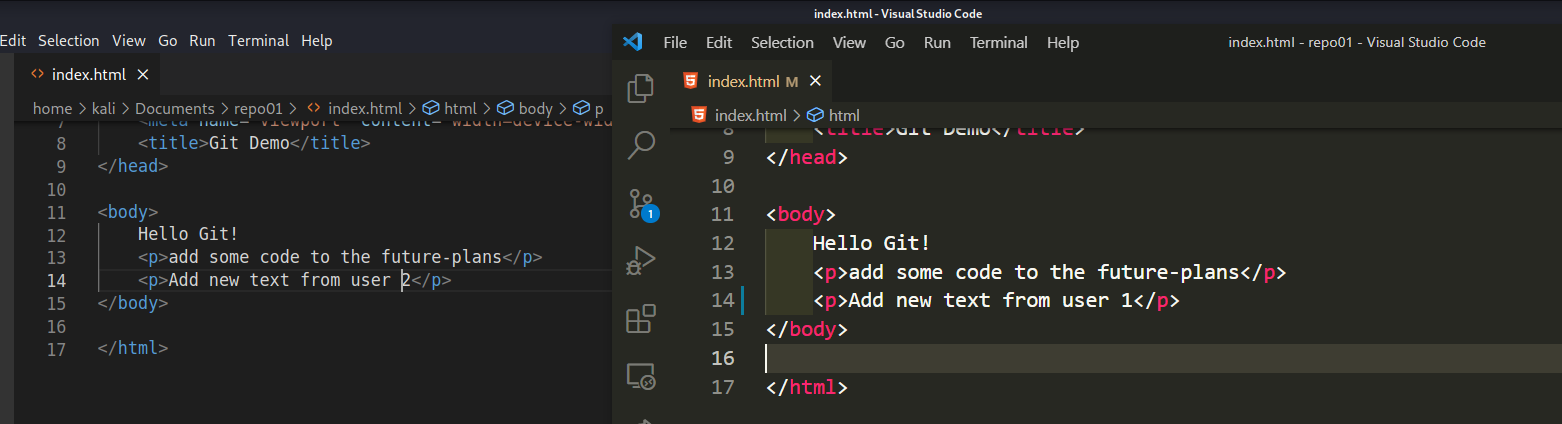 index.html - Visual Studio Code
Edit Selection View Go Run Terminal Help
index.html
home > kali > Documents > repo01 > index.html > html > body > p
7 <meta name="viewport" content="width=device-wid
8 <title>Git Demo</title>
9 </head>
10
11 <body>
12 Hello Git!
13 <p>add some code to the future-plans</p>
14 <p>Add new text from user 2</p>
15 </body>
16
17 </html>
File Edit Selection View Go Run Terminal Help
index.html - repo01 - Visual Studio Code
index.html M
index.html > html
1
8 <title>Git Demo</title>
9 </head>
10
11 <body>
12 Hello Git!
13 <p>add some code to the future-plans</p>
14 <p>Add new text from user 1</p>
15 </body>
16
17 </html>